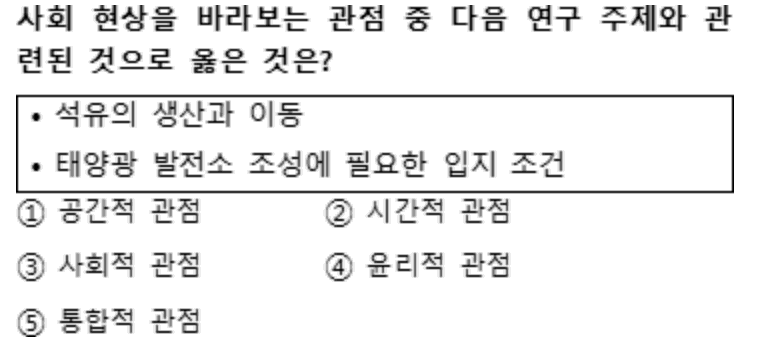 사회 현상을 바라보는 관점 중 다음 연구 주제와 관
련된 것으로 옳은 것은?
• 석유의 생산과 이동
• 태양광 발전소 조성에 필요한 입지 조건
① 공간적 관점 ② 시간적 관점
③ 사회적 관점 ④ 윤리적 관점
⑤ 통합적 관점